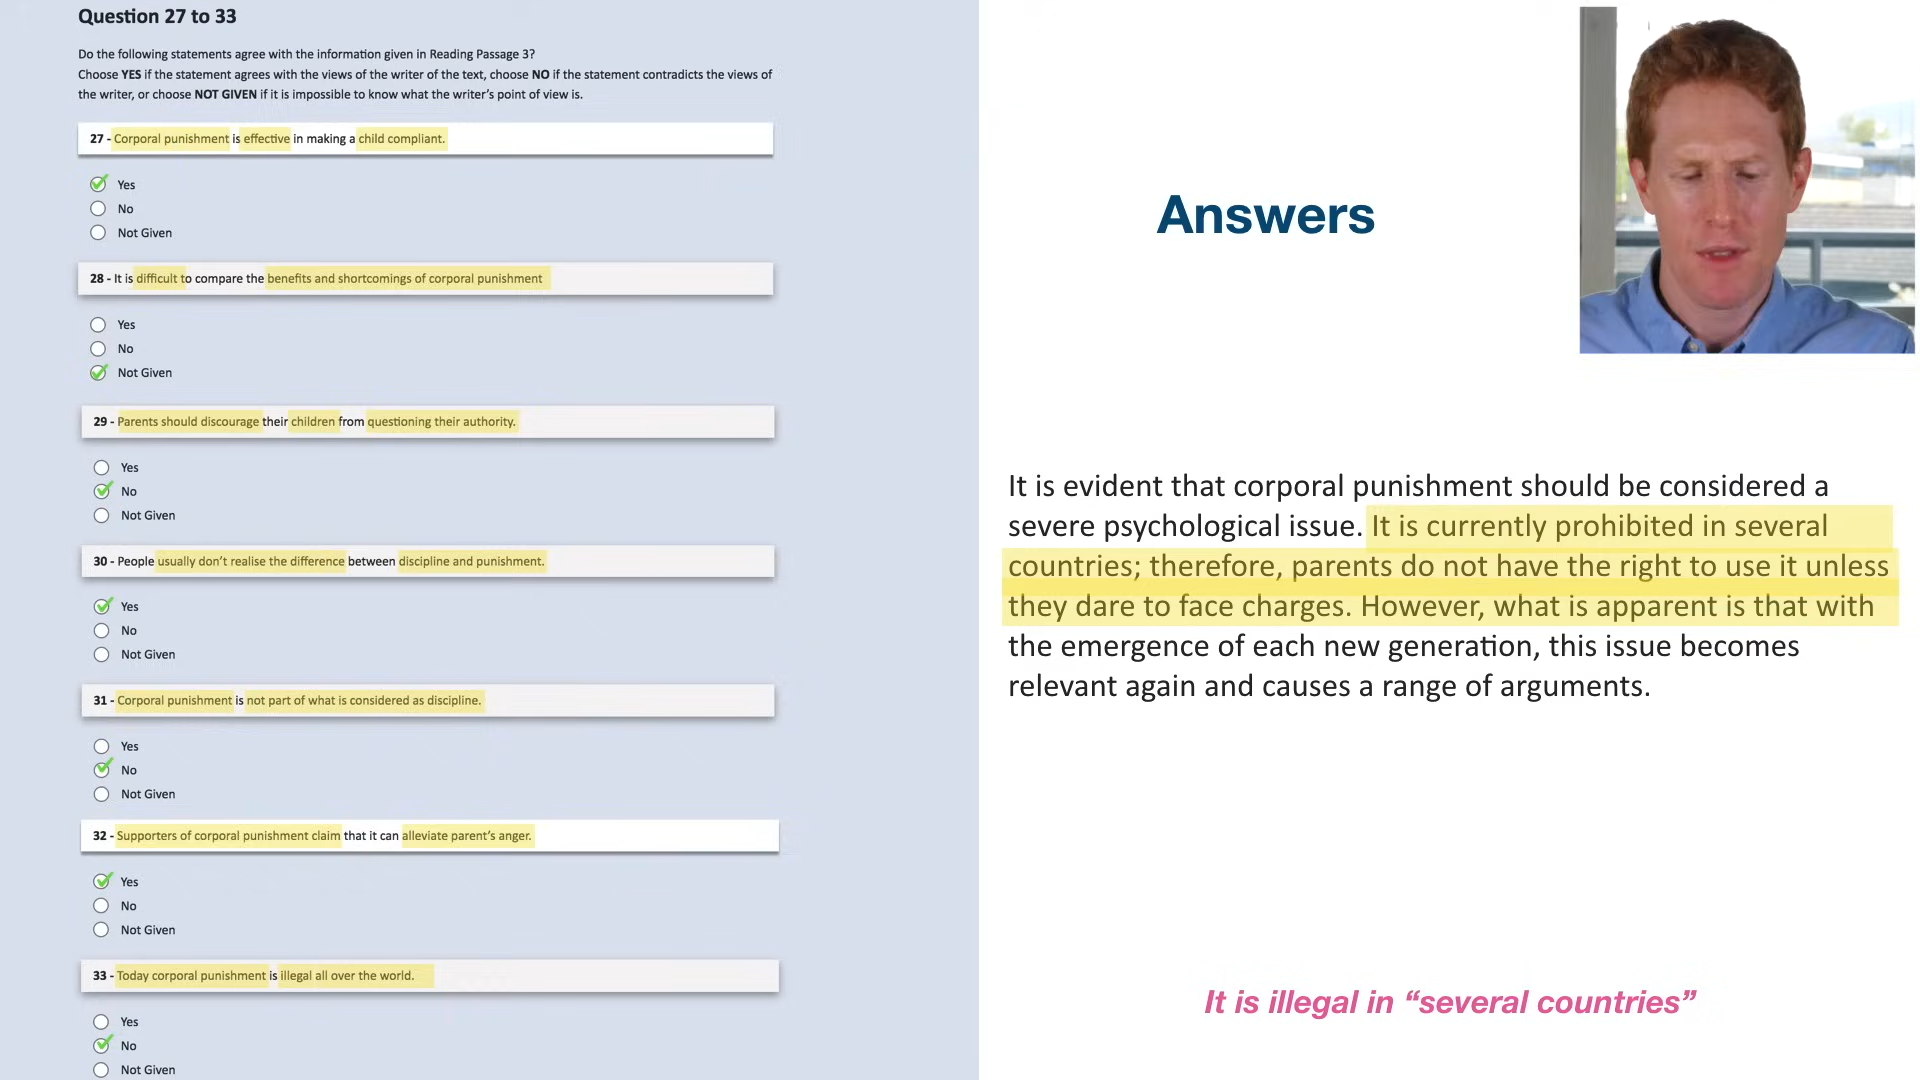 Question 27 to 33
Do the following statements agree with the information given in Reading Passage 3?
Choose YES if the statement agrees with the views of the writer of the text, choose NO if the statement contradicts the views of
the writer, or choose NOT GIVEN if it is impossible to know what the writer's point of view is.
27 - Corporal punishment is effective in making a child compliant.
Yes
No
Not Given
28 - It is difficult to compare the benefits and shortcomings of corporal punishment
Yes
No
Not Given
29 - Parents should discourage their children from questioning their authority.
Yes
No
Not Given
30 - People usually don't realise the difference between discipline and punishment.
Yes
No
Not Given
31 - Corporal punishment is not part of what is considered as discipline.
Yes
No
Not Given
32 - Supporters of corporal punishment claim that it can alleviate parent's anger.
Yes
No
Not Given
33 - Today corporal punishment is illegal all over the world.
Yes
No
Not Given
Answers
It is evident that corporal punishment should be considered a
severe psychological issue. It is currently prohibited in several
countries; therefore, parents do not have the right to use it unless
they dare to face charges. However, what is apparent is that with
the emergence of each new generation, this issue becomes
relevant again and causes a range of arguments.
It is illegal in “several countries”